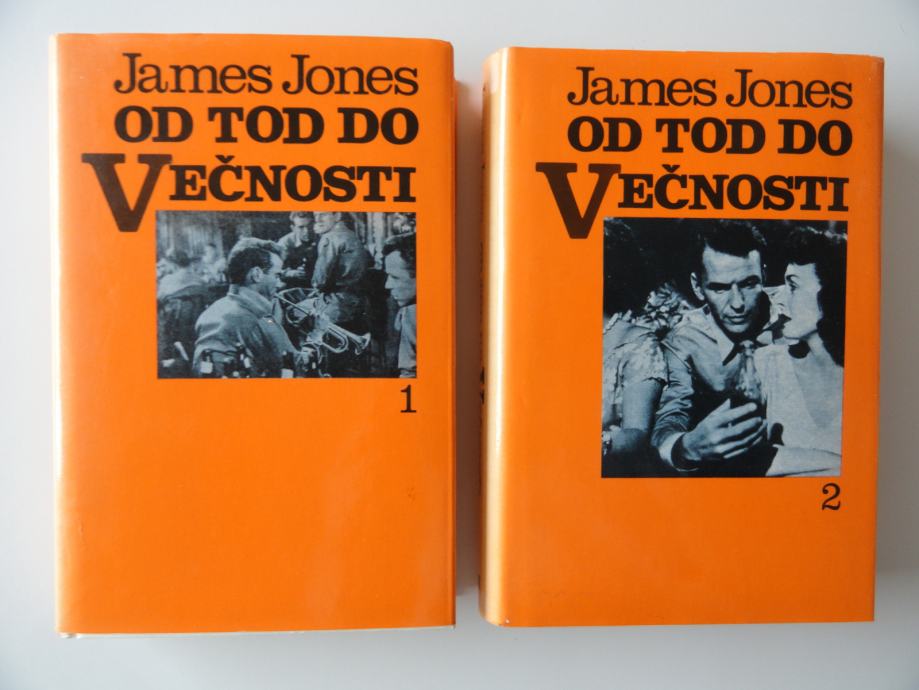 James Jones
OD TOD DO
VEČNOSTI
1
James Jones
OD TOD DO
VEČNOSTI
2